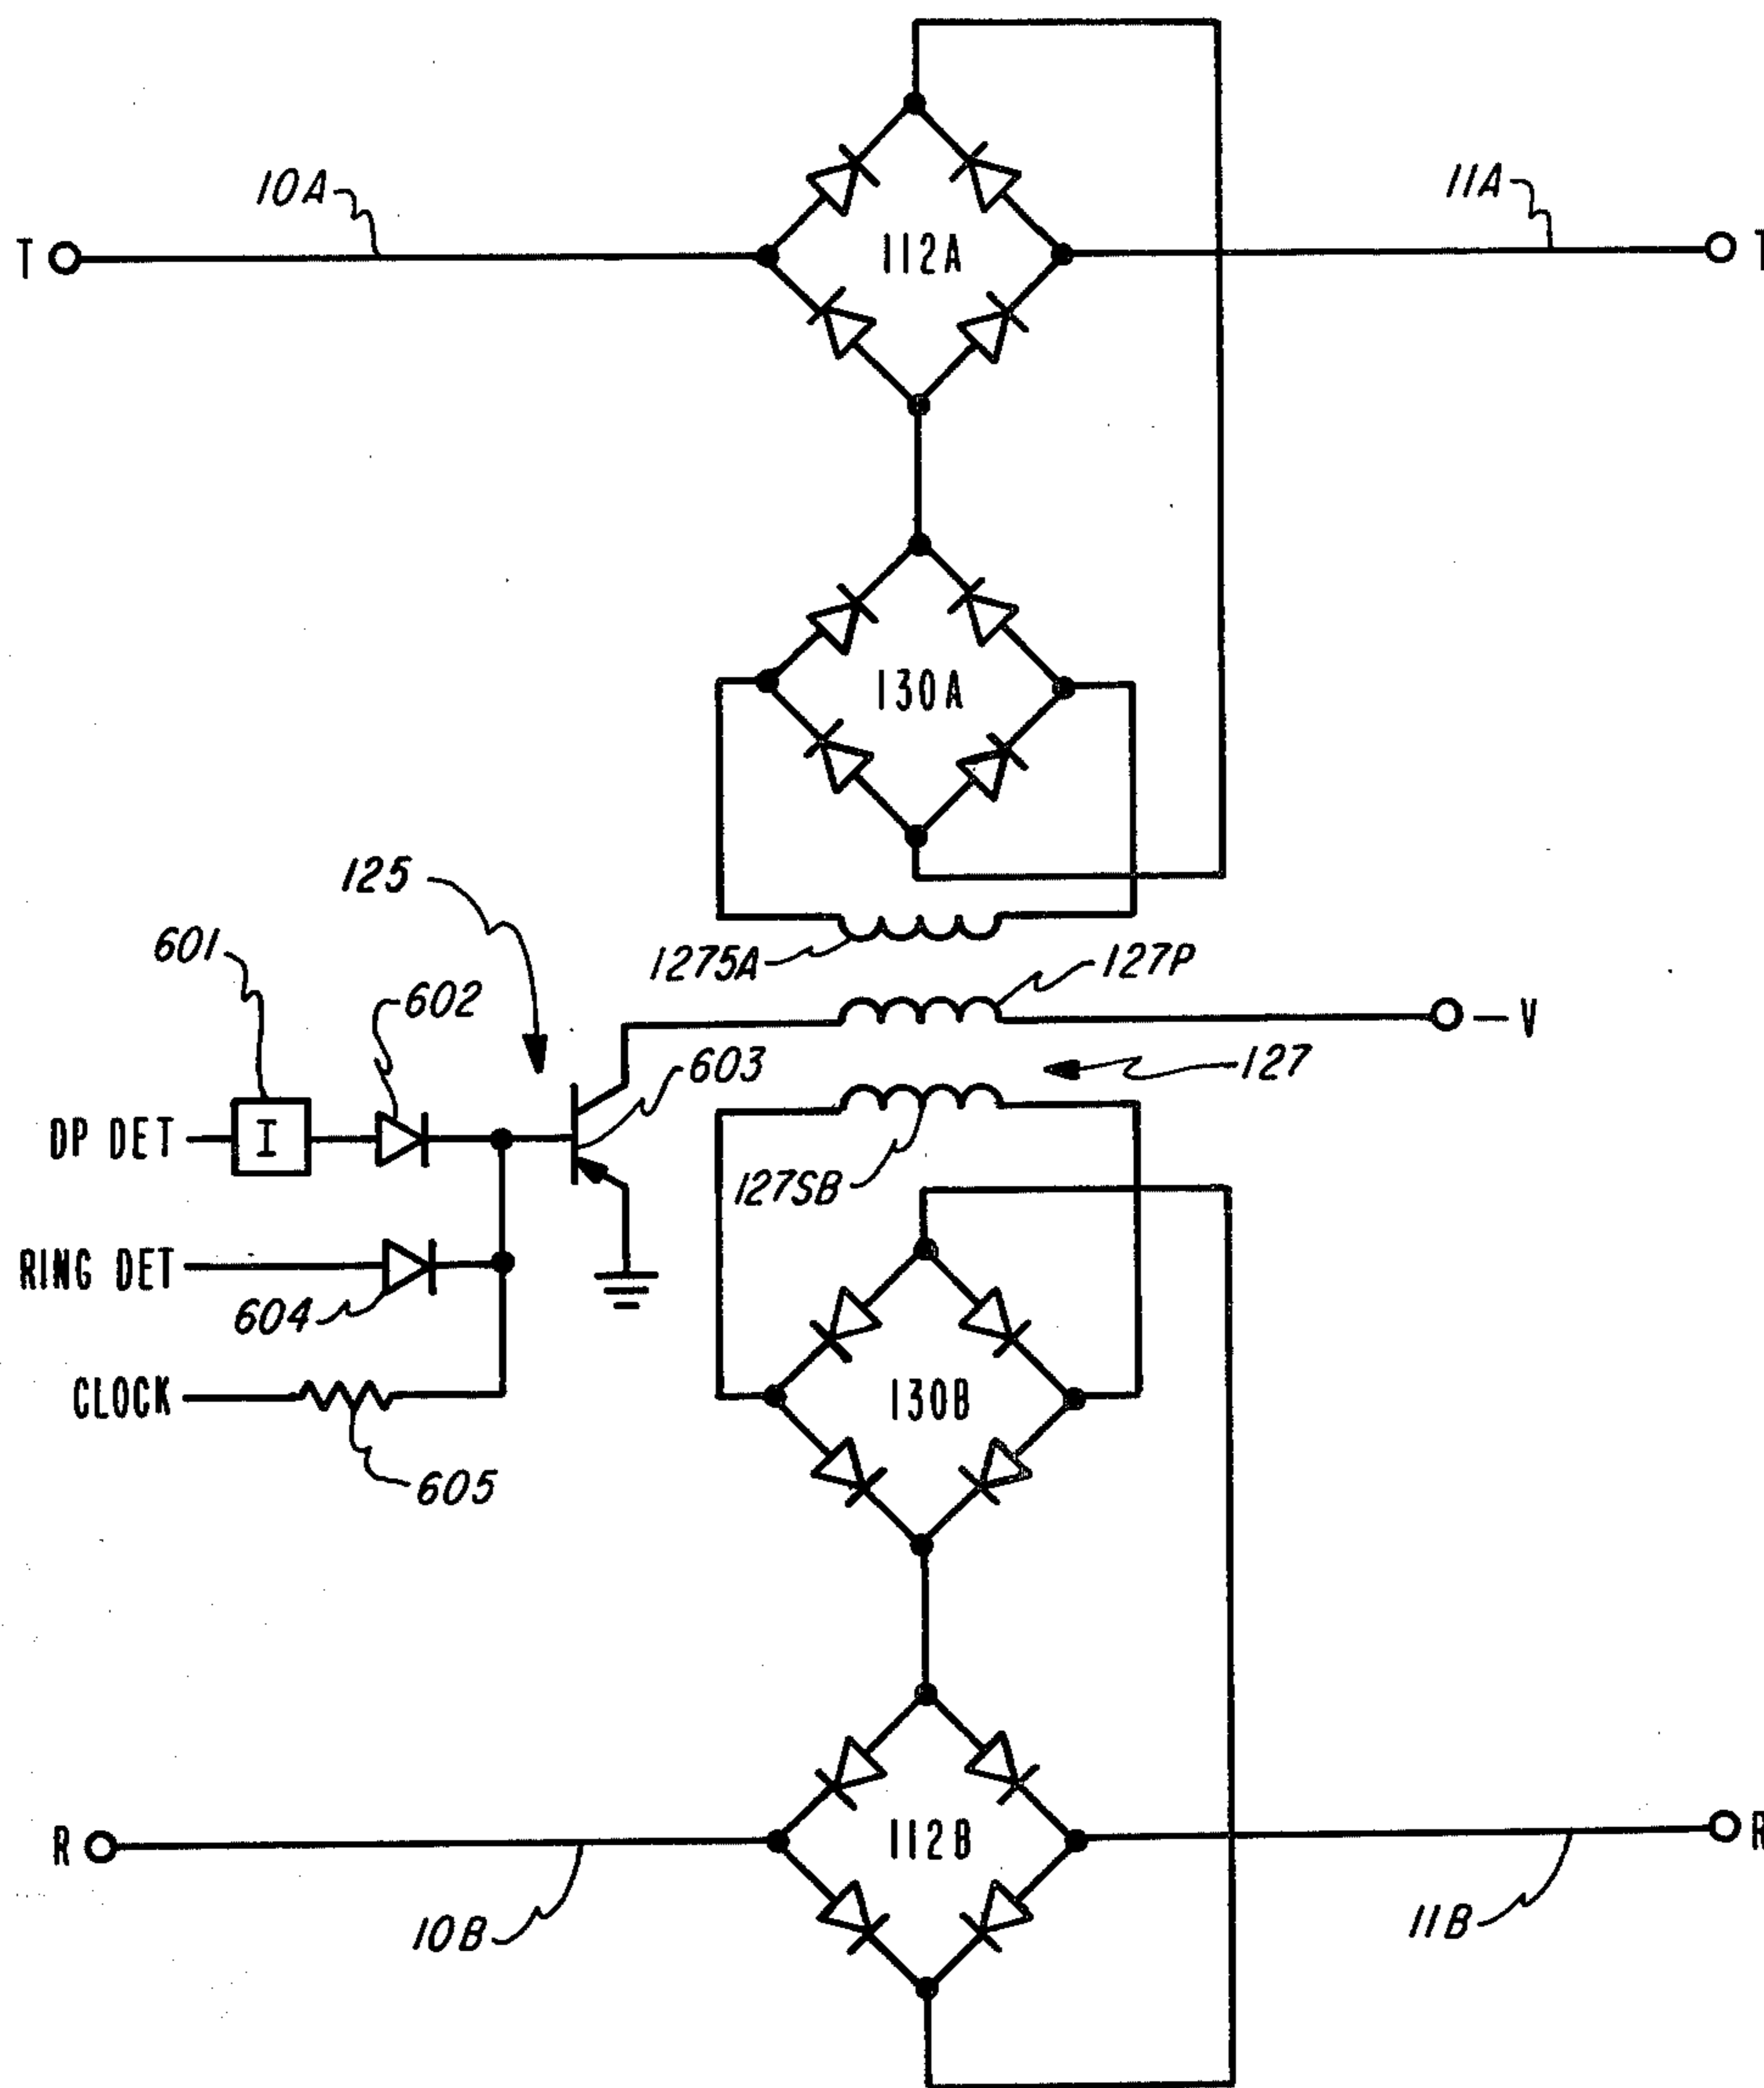 10A
11A
T
112A
T
130A
125
601
127SA
127P
602
— V
603
127
DP DET
I
127SB
RING DET
604
CLOCK
130B
605
R
112B
R
10B
11B